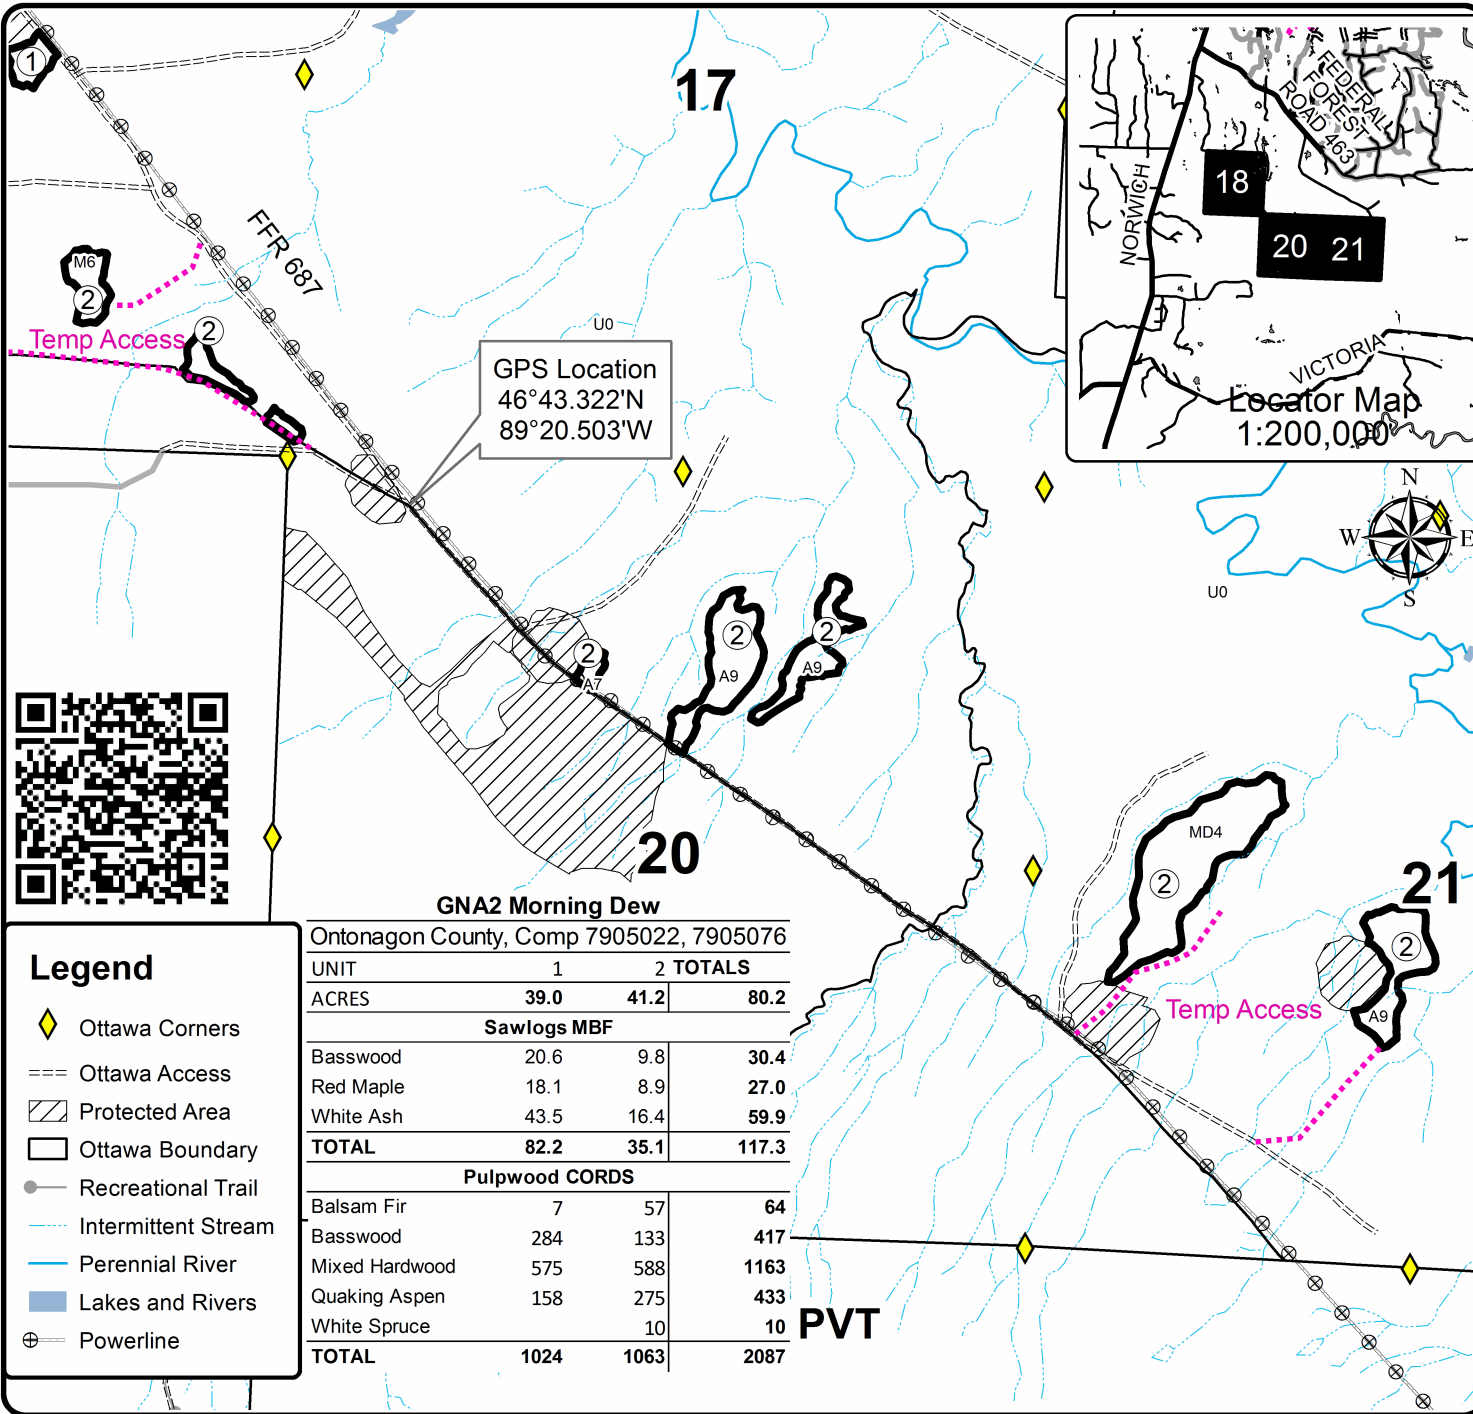 1
17
FEDERAL
FOREST
ROAD 463
18
NORWICH
20 21
VICTORIA
Locator Map
1:200,000
FFR 687
M6
2
Temp Access
2
U0
GPS Location
46°43.322'N
89°20.503'W
N
W E
S
U0
2
A7
2
A9
2
A9
20
MD4
2
21
2
A9
Temp Access
PVT
GNA2 Morning Dew
Ontonagon County, Comp 7905022, 7905076
UNIT 1 2 TOTALS
ACRES 39.0 41.2 80.2
Sawlogs MBF
Basswood 20.6 9.8 30.4
Red Maple 18.1 8.9 27.0
White Ash 43.5 16.4 59.9
TOTAL 82.2 35.1 117.3
Pulpwood CORDS
Balsam Fir 7 57 64
Basswood 284 133 417
Mixed Hardwood 575 588 1163
Quaking Aspen 158 275 433
White Spruce 10 10
TOTAL 1024 1063 2087
Legend
Ottawa Corners
Ottawa Access
Protected Area
Ottawa Boundary
Recreational Trail
Intermittent Stream
Perennial River
Lakes and Rivers
Powerline